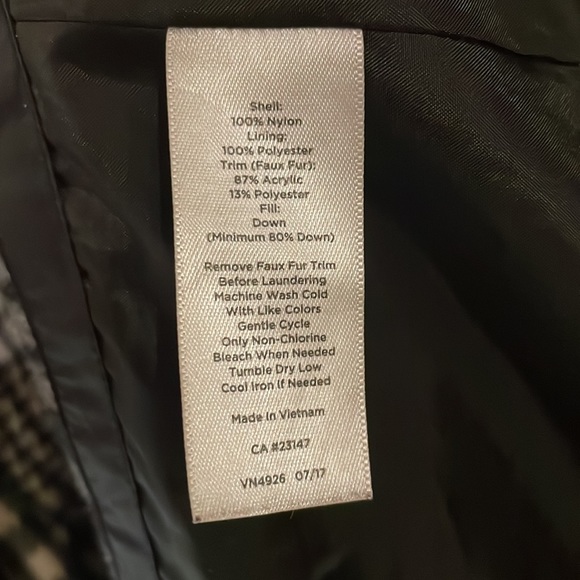 Shell:
100% Nylon
Lining:
100% Polyester
Trim (Faux Fur):
87% Acrylic
13% Polyester
Fill:
Down
(Minimum 80% Down)
Remove Faux Fur Trim
Before Laundering
Machine Wash Cold
With Like Colors
Gentle Cycle
Only Non-Chlorine
Bleach When Needed
Tumble Dry Low
Cool Iron if Needed
Made in Vietnam
CA #23147
VN4926 07/17